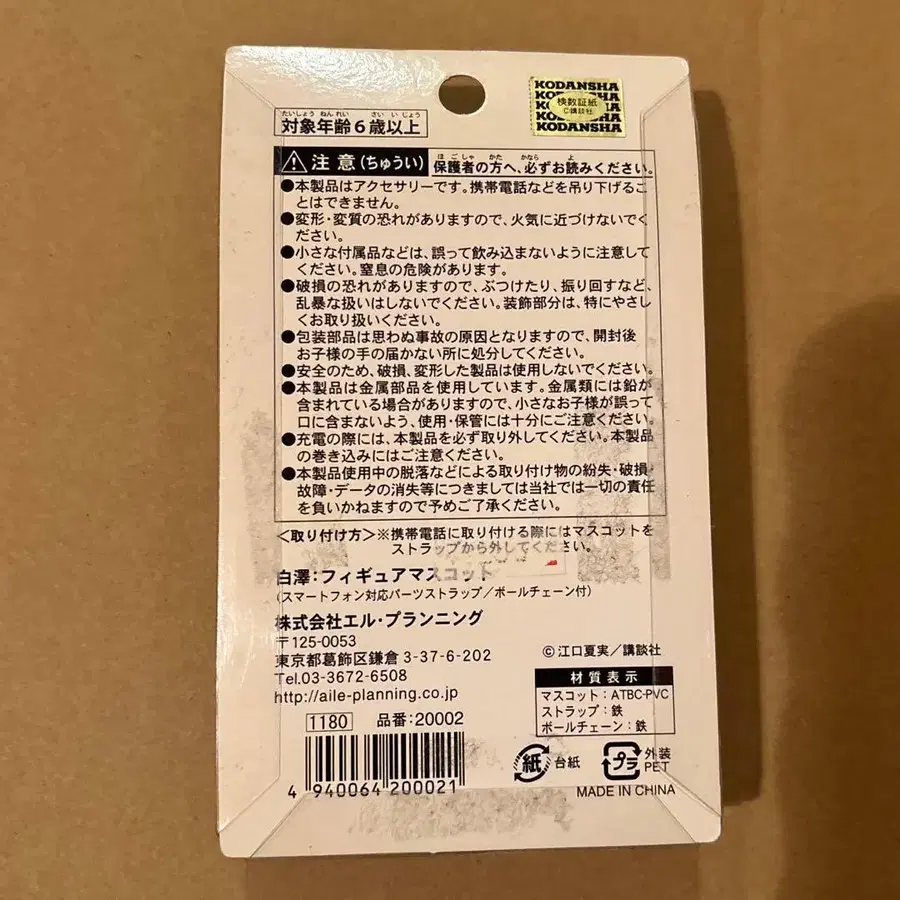 KODANSHA
KODANSHA
検数証紙
©講談社
KODANSHA
たいしょう ねんれい さい いじょう
対象年齢6歳以上
注意(ちゅうい)
ほごしゃ かた かなら よ
保護者の方へ、必ずお読みください。
●本製品はアクセサリーです。携帯電話などを吊り下げるこ
とはできません。
●変形・変質の恐れがありますので、火気に近づけないでく
ださい。
●小さな付属品などは、誤って飲み込まないように注意して
ください。窒息の危険があります。
●破損の恐れがありますので、ぶつけたり、振り回すなど、
乱暴な扱いはしないでください。装飾部分は、特にやさし
くお取り扱いください。
●包装部品は思わぬ事故の原因となりますので、開封後
お子様の手の届かない所に処分してください。
●安全のため、破損、変形した製品は使用しないでください。
●本製品は金属部品を使用しています。金属類には鉛が
含まれている場合がありますので、小さなお子様が誤って
口に含まないよう、使用・保管には十分にご注意ください。
●充電の際には、本製品を必ず取り外してください。本製品
の巻き込みにはご注意ください。
●本製品使用中の脱落などによる取り付け物の紛失・破損・
故障・データの消失等につきましては当社では一切の責任
を負いかねますので予めご了承ください。
<取り付け方>※携帯電話に取り付ける際にはマスコットを
ストラップから外してください。
白澤:フィギュアマスコット
(スマートフォン対応パーツストラップ/ボールチェーン付)
株式会社エル・プランニング
〒125-0053
東京都葛飾区鎌倉3-37-6-202
Tel.03-3672-6508
http://aile-planning.co.jp
©江口夏実/講談社
材質表示
マスコット:ATBC-PVC
ストラップ:鉄
ボールチェーン:鉄
1180 品番:20002
4 940064 200021
紙 台紙
プラ 外装
PET
MADE IN CHINA